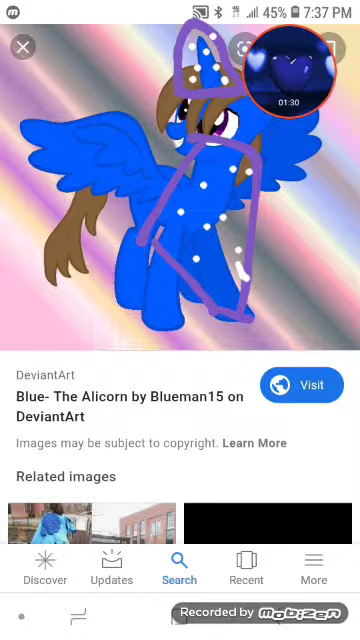 45% 7:37 PM
01:30
DeviantArt
Blue- The Alicorn by Blueman15 on
DeviantArt
Visit
Images may be subject to copyright. Learn More
Related images
Discover Updates Search Recent More
Recorded by MOBIZEN